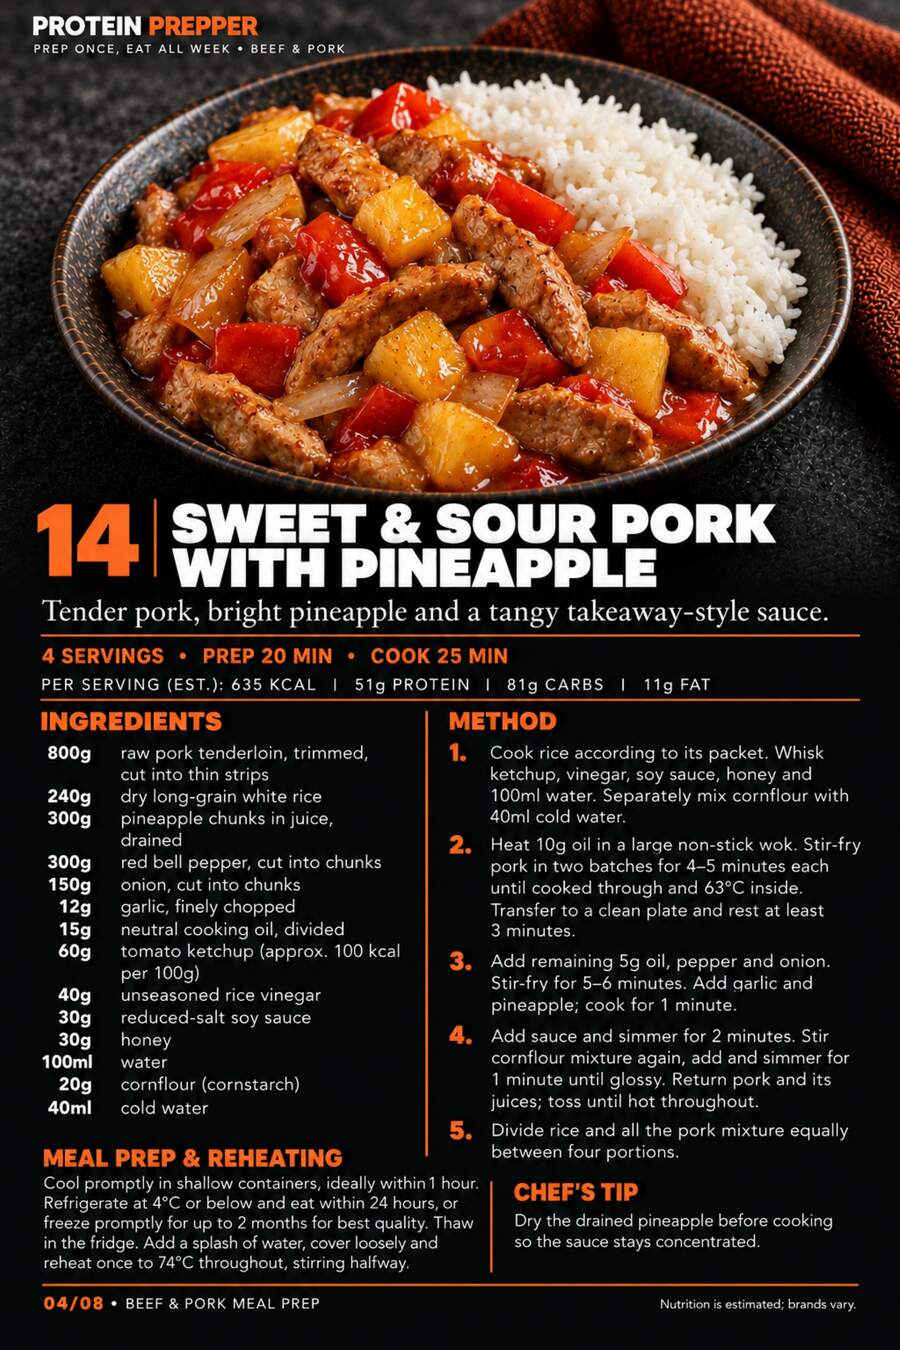 PROTEIN PREPPER
PREP ONCE, EAT ALL WEEK • BEEF & PORK
14
SWEET & SOUR PORK
WITH PINEAPPLE
Tender pork, bright pineapple and a tangy takeaway-style sauce.
4 SERVINGS • PREP 20 MIN • COOK 25 MIN
PER SERVING (EST.): 635 KCAL | 51g PROTEIN | 81g CARBS | 11g FAT
INGREDIENTS
800g raw pork tenderloin, trimmed,
cut into thin strips
240g dry long-grain white rice
300g pineapple chunks in juice,
drained
300g red bell pepper, cut into chunks
150g onion, cut into chunks
12g garlic, finely chopped
15g neutral cooking oil, divided
60g tomato ketchup (approx. 100 kcal
per 100g)
40g unseasoned rice vinegar
30g reduced-salt soy sauce
30g honey
100ml water
20g cornflour (cornstarch)
40ml cold water
METHOD
1. Cook rice according to its packet. Whisk
ketchup, vinegar, soy sauce, honey and
100ml water. Separately mix cornflour with
40ml cold water.
2. Heat 10g oil in a large non-stick wok. Stir-fry
pork in two batches for 4–5 minutes each
until cooked through and 63°C inside.
Transfer to a clean plate and rest at least
3 minutes.
3. Add remaining 5g oil, pepper and onion.
Stir-fry for 5–6 minutes. Add garlic and
pineapple; cook for 1 minute.
4. Add sauce and simmer for 2 minutes. Stir
cornflour mixture again, add and simmer for
1 minute until glossy. Return pork and its
juices; toss until hot throughout.
5. Divide rice and all the pork mixture equally
between four portions.
MEAL PREP & REHEATING
Cool promptly in shallow containers, ideally within 1 hour.
Refrigerate at 4°C or below and eat within 24 hours, or
freeze promptly for up to 2 months for best quality. Thaw
in the fridge. Add a splash of water, cover loosely and
reheat once to 74°C throughout, stirring halfway.
CHEF'S TIP
Dry the drained pineapple before cooking
so the sauce stays concentrated.
04/08 • BEEF & PORK MEAL PREP
Nutrition is estimated; brands vary.